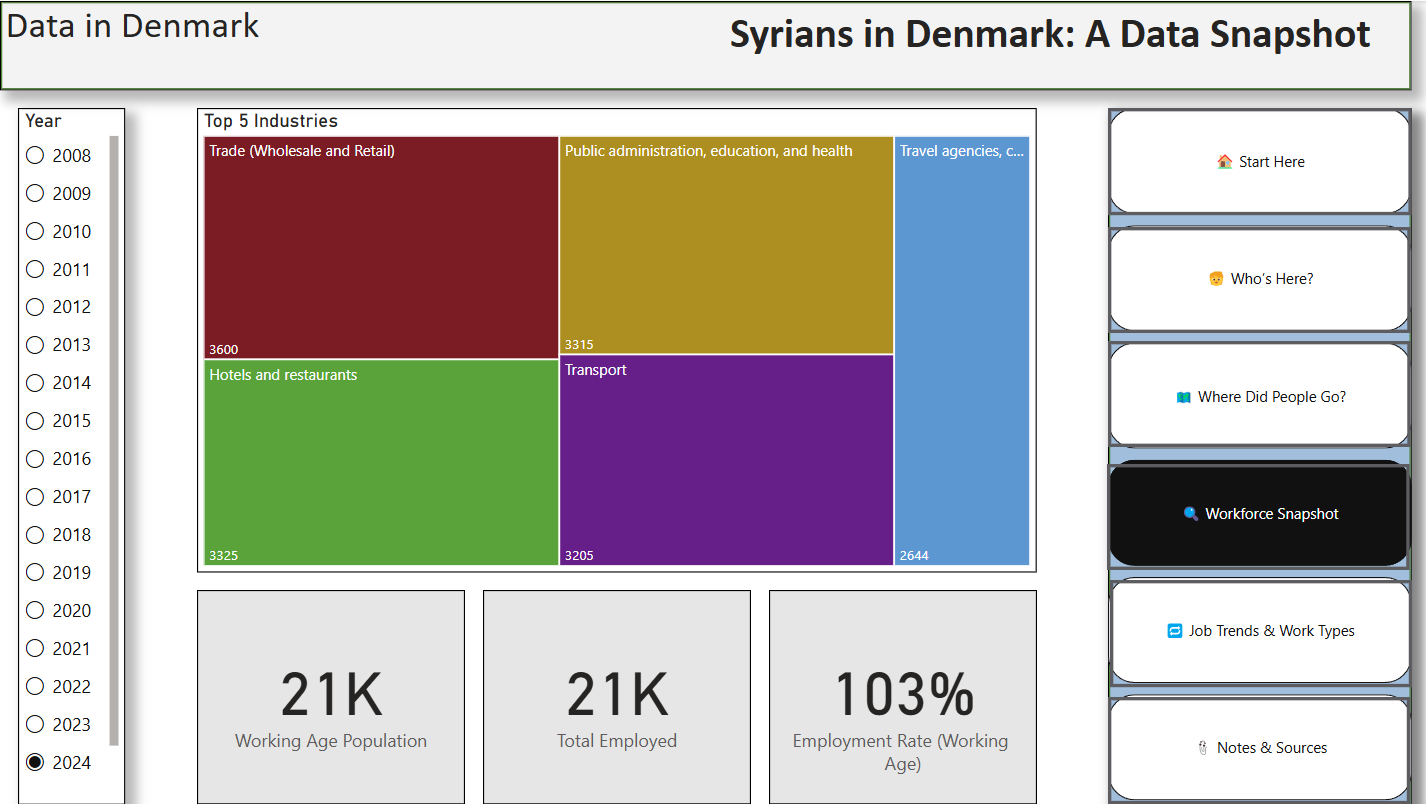 Data in Denmark
Syrians in Denmark: A Data Snapshot
Year
2008
2009
2010
2011
2012
2013
2014
2015
2016
2017
2018
2019
2020
2021
2022
2023
2024
Top 5 Industries
Trade (Wholesale and Retail)
3600
Hotels and restaurants
3325
Public administration, education, and health
3315
Transport
3205
Travel agencies, c...
2644
21K
Working Age Population
21K
Total Employed
103%
Employment Rate (Working
Age)
Start Here
Who's Here?
Where Did People Go?
Workforce Snapshot
Job Trends & Work Types
Notes & Sources